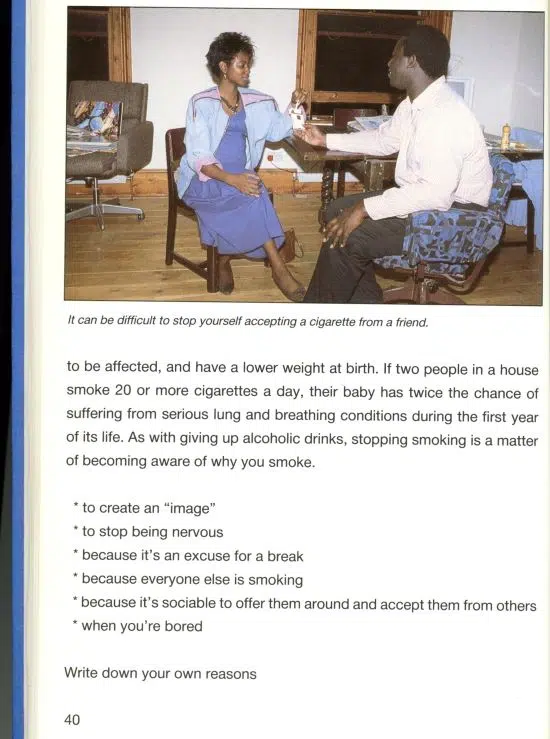 It can be difficult to stop yourself accepting a cigarette from a friend.
to be affected, and have a lower weight at birth. If two people in a house
smoke 20 or more cigarettes a day, their baby has twice the chance of
suffering from serious lung and breathing conditions during the first year
of its life. As with giving up alcoholic drinks, stopping smoking is a matter
of becoming aware of why you smoke.
* to create an “image”
* to stop being nervous
* because it’s an excuse for a break
* because everyone else is smoking
* because it’s sociable to offer them around and accept them from others
* when you’re bored
Write down your own reasons
40